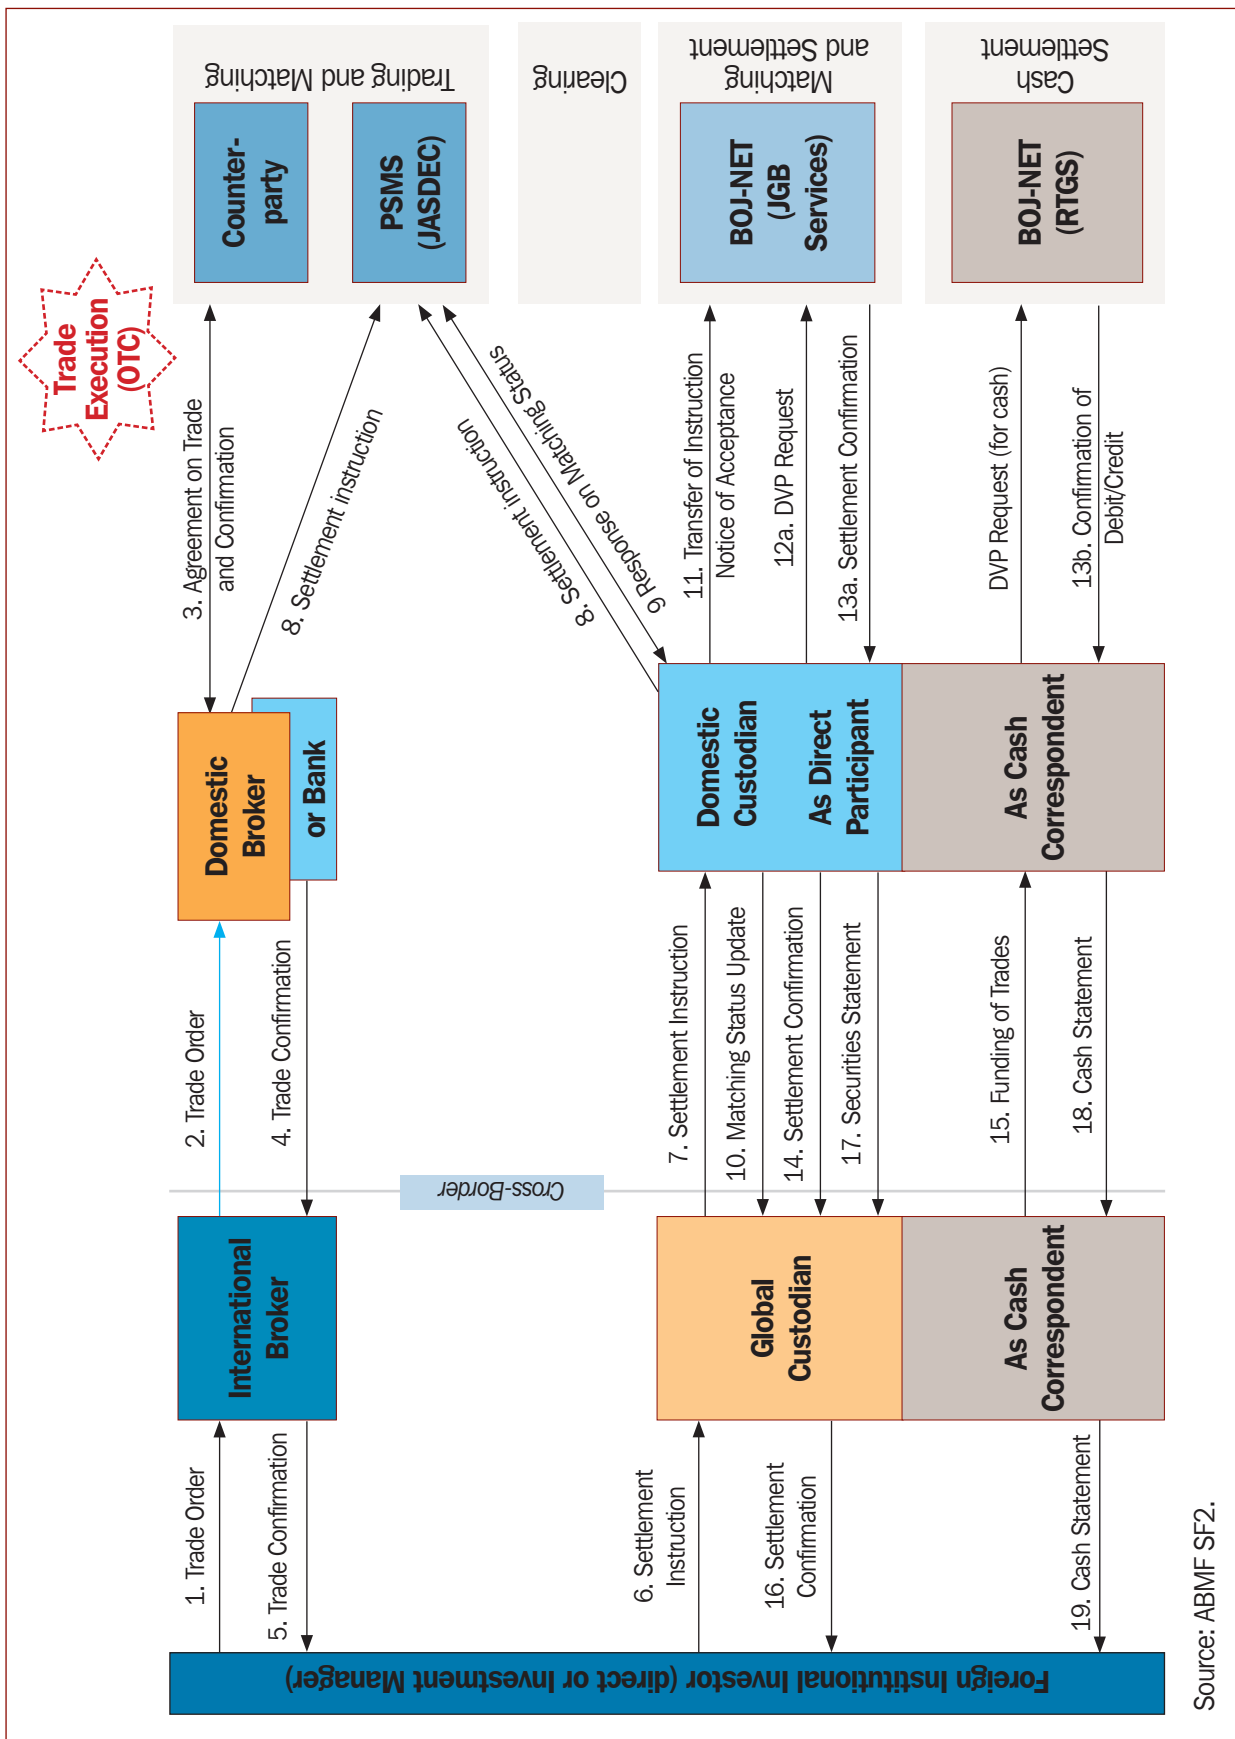 Trade
Execution
(OTC)
Foreign Institutional Investor (direct or Investment Manager)
1. Trade Order
5. Trade Confirmation
International
Broker
2. Trade Order
4. Trade Confirmation
Domestic
Broker
or Bank
3. Agreement on Trade
and Confirmation
8. Settlement instruction
Counter-
party
PSMS
(JASDEC)
Trading and Matching
Cross-Border
8. Settlement instruction
9 Response on Matching Status
Clearing
6. Settlement
Instruction
16. Settlement
Confirmation
Global
Custodian
7. Settlement Instruction
10. Matching Status Update
14. Settlement Confirmation
17. Securities Statement
Domestic
Custodian
As Direct
Participant
11. Transfer of Instruction
Notice of Acceptance
12a. DVP Request
13a. Settlement Confirmation
BOJ-NET
(JGB
Services)
Matching
and Settlement
19. Cash Statement
As Cash
Correspondent
15. Funding of Trades
18. Cash Statement
As Cash
Correspondent
DVP Request (for cash)
13b. Confirmation of
Debit/Credit
BOJ-NET
(RTGS)
Cash
Settlement
Source: ABMF SF2.